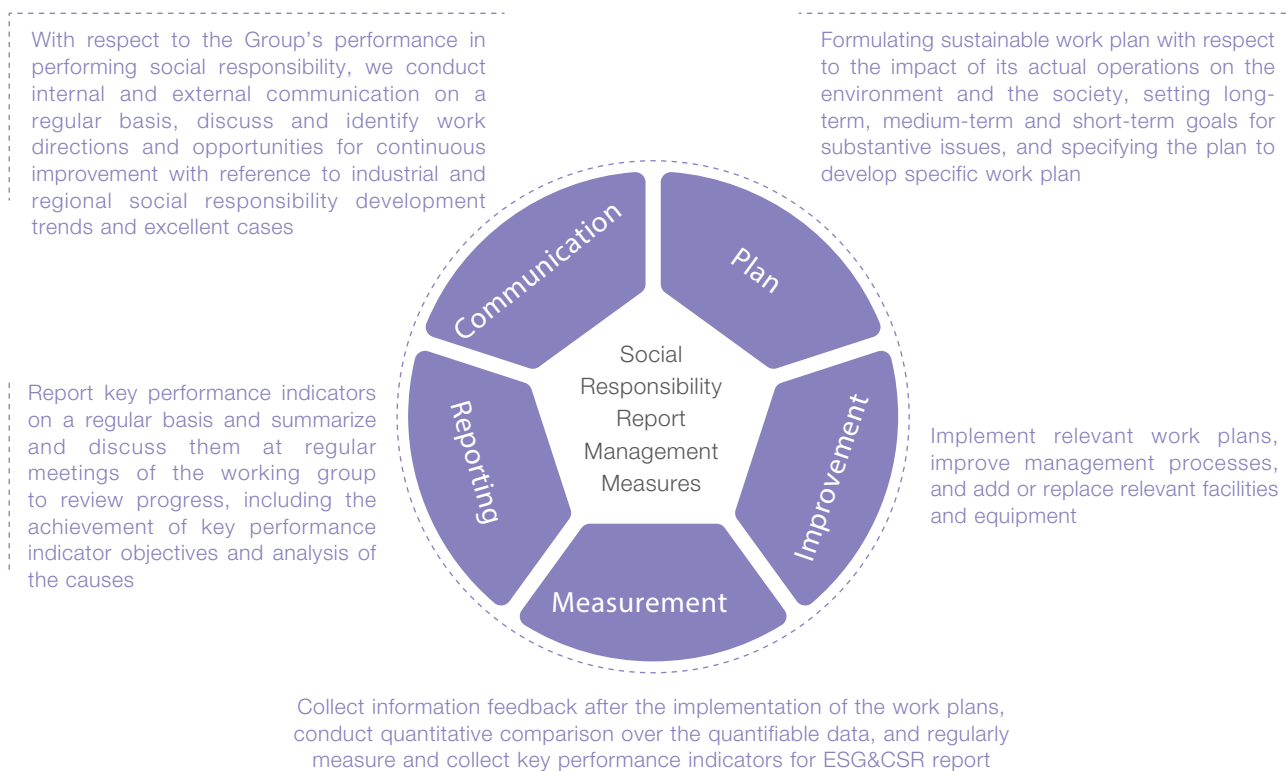 With respect to the Group's performance in
performing social responsibility, we conduct
internal and external communication on a
regular basis, discuss and identify work
directions and opportunities for continuous
improvement with reference to industrial and
regional social responsibility development
trends and excellent cases
Formulating sustainable work plan with respect
to the impact of its actual operations on the
environment and the society, setting long-
term, medium-term and short-term goals for
substantive issues, and specifying the plan to
develop specific work plan
Communication
Plan
Social
Responsibility
Report
Management
Measures
Report key performance indicators
on a regular basis and summarize
and discuss them at regular
meetings of the working group
to review progress, including the
achievement of key performance
indicator objectives and analysis of
the causes
Reporting
Improvement
Implement relevant work plans,
improve management processes,
and add or replace relevant facilities
and equipment
Measurement
Collect information feedback after the implementation of the work plans,
conduct quantitative comparison over the quantifiable data, and regularly
measure and collect key performance indicators for ESG&CSR report